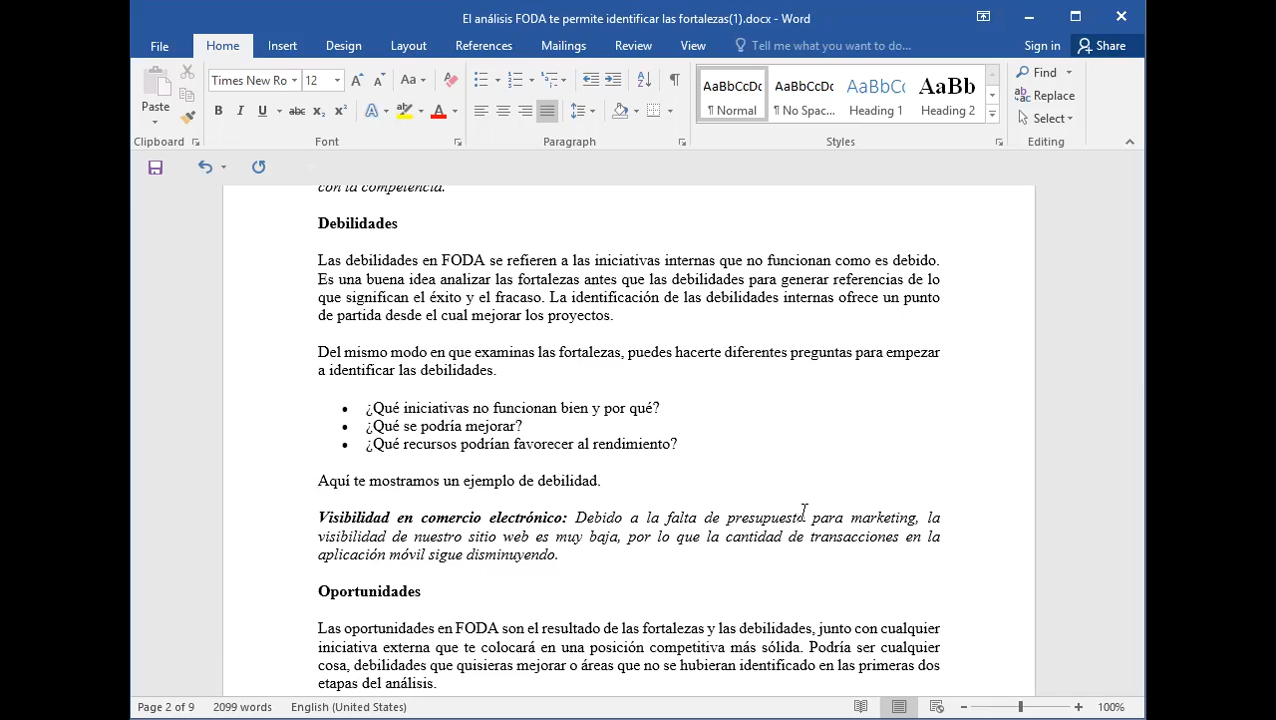 El análisis FODA te permite identificar las fortalezas(1).docx - Word
File Home Insert Design Layout References Mailings Review View Tell me what you want to do... Sign in Share
Times New Ro 12 Aa AaBbCcDc AaBbCcDc AaBbCc AaBb Find
Paste B I U abc x₂ x² A A ¶ Normal ¶ No Spac... Heading 1 Heading 2 Replace
Select
Clipboard Font Paragraph Styles Editing
con la competencia.
Debilidades
Las debilidades en FODA se refieren a las iniciativas internas que no funcionan como es debido.
Es una buena idea analizar las fortalezas antes que las debilidades para generar referencias de lo
que significan el éxito y el fracaso. La identificación de las debilidades internas ofrece un punto
de partida desde el cual mejorar los proyectos.
Del mismo modo en que examinas las fortalezas, puedes hacerte diferentes preguntas para empezar
a identificar las debilidades.
• ¿Qué iniciativas no funcionan bien y por qué?
• ¿Qué se podría mejorar?
• ¿Qué recursos podrían favorecer al rendimiento?
Aquí te mostramos un ejemplo de debilidad.
Visibilidad en comercio electrónico: Debido a la falta de presupuesto para marketing, la
visibilidad de nuestro sitio web es muy baja, por lo que la cantidad de transacciones en la
aplicación móvil sigue disminuyendo.
Oportunidades
Las oportunidades en FODA son el resultado de las fortalezas y las debilidades, junto con cualquier
iniciativa externa que te colocará en una posición competitiva más sólida. Podría ser cualquier
cosa, debilidades que quisieras mejorar o áreas que no se hubieran identificado en las primeras dos
etapas del análisis.
Page 2 of 9 2099 words English (United States) 100%